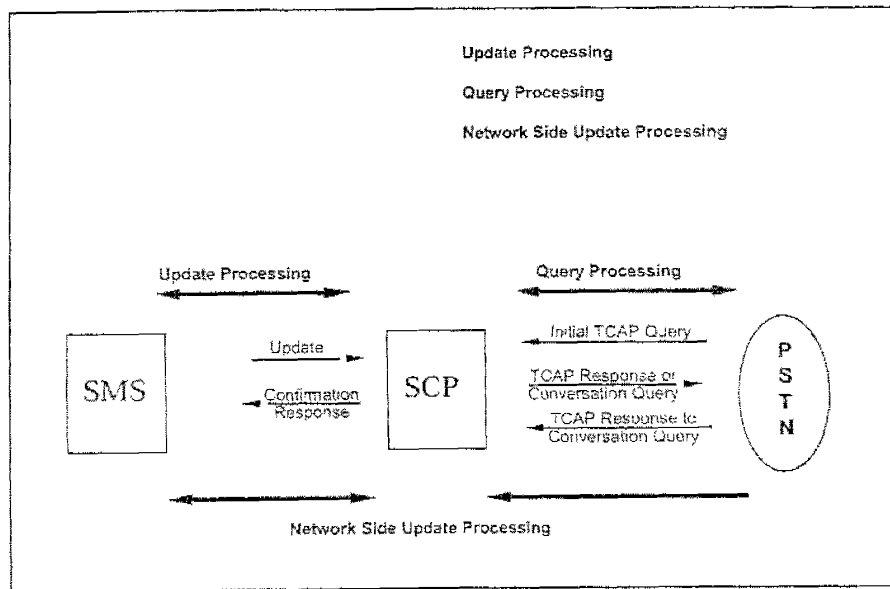 Update Processing
Query Processing
Network Side Update Processing
Update Processing
Query Processing
Initial TCAP Query
Update
SMS
SCP
Confirmation
Response
TCAP Response or
Conversation Query
TCAP Response to
Conversation Query
P
S
T
N
Network Side Update Processing